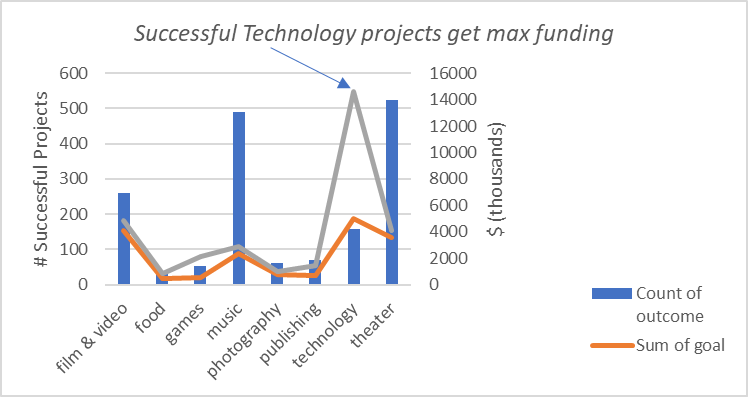 Successful Technology projects get max funding
# Successful Projects
600
500
400
300
200
100
0
$ (thousands)
16000
14000
12000
10000
8000
6000
4000
2000
0
film & video
food
games
music
photography
publishing
technology
theater
Count of
outcome
Sum of goal